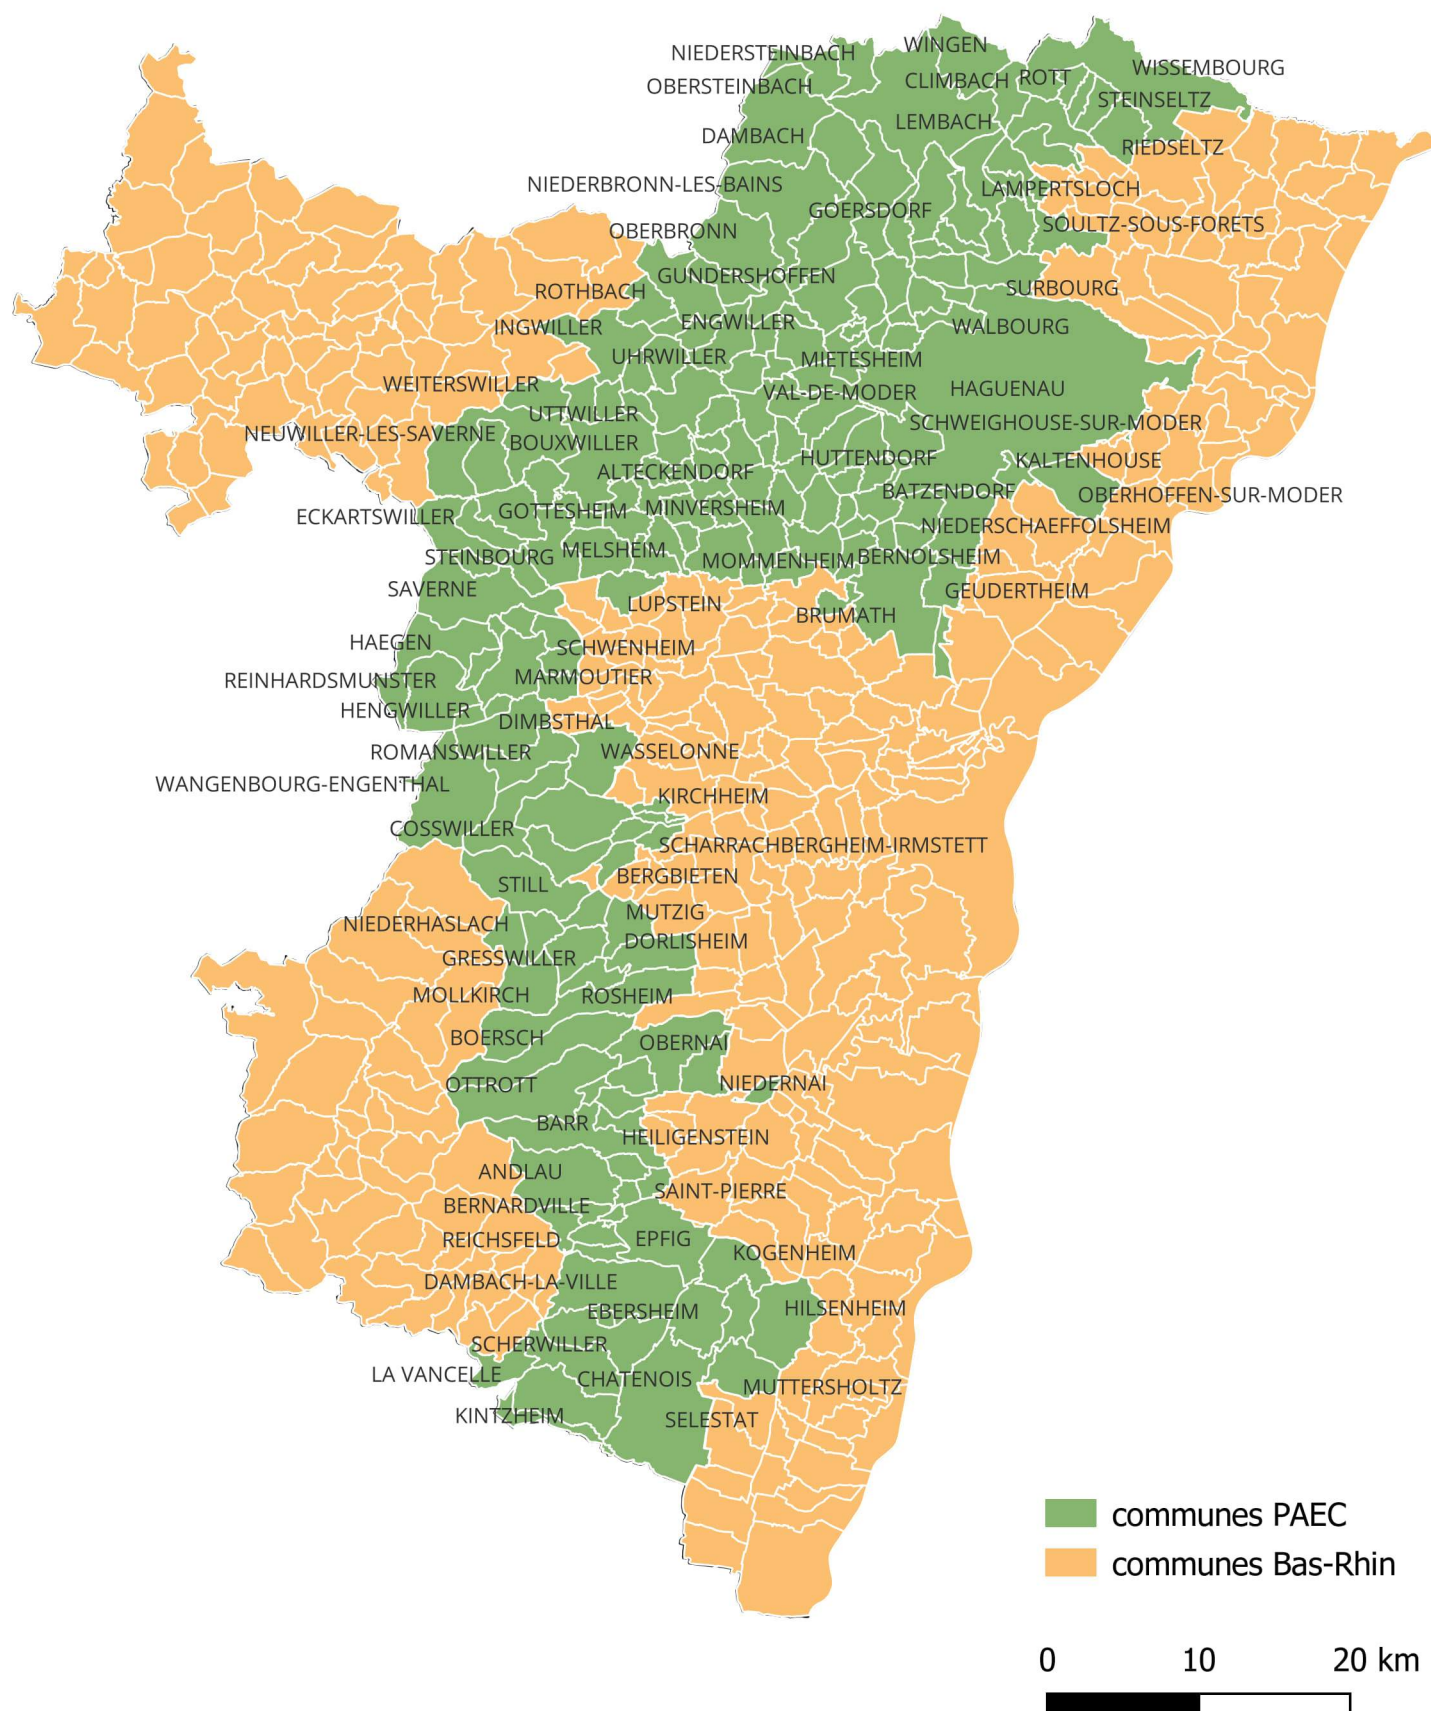 WINGEN
NIEDERSTEINBACH
WISSEMBOURG
ROTT
CLIMBACH
OBERSTEINBACH
STEINSELTZ
LEMBACH
DAMBACH
RIEDSELTZ
NIEDERBRONN-LES-BAINS
LAMPERTSLOCH
GOERSDORF
SOULTZ-SOUS-FORETS
OBERBRONN
GUNDERSHOFFEN
ROTHBACH
SURBOURG
INGWILLER
ENGWILLER
WALBOURG
UHRWILLER
MIETESHEIM
WEITERSWILLER
VAL-DE-MODER
HAGUENAU
UTTWILLER
SCHWEIGHOUSE-SUR-MODER
NEUWILLER-LES-SAVERNE
BOUXWILLER
HUTTENDORF
KALTENHOUSE
ALTECKENDORF
BATZENDORF
OBERHOFFEN-SUR-MODER
ECKARTSWILLER
GOTTESHEIM
MINVERSHEIM
NIEDERSCHAEFFOLSHEIM
STEINBOURG
MELSHEIM
MOMMENHEIM
BERNOLSHEIM
SAVERNE
GEUDERTHEIM
LUPSTEIN
BRUMATH
HAEGEN
SCHWENHEIM
REINHARDSMUNSTER
MARMOUTIER
HENGWILLER
DIMBSTHAL
ROMANSWILLER
WASSELONNE
WANGENBOURG-ENGENTHAL
KIRCHHEIM
COSSWILLER
SCHARRACHBERGHEIM-IRMSTETT
STILL
BERGBIETEN
MUTZIG
NIEDERHASLACH
DORLISHEIM
GRESSWILLER
MOLLKIRCH
ROSHEIM
BOERSCH
OBERNAI
OTTROTT
NIEDERNAI
BARR
HEILIGENSTEIN
ANDLAU
SAINT-PIERRE
BERNARDVILLE
REICHSFELD
EPFIG
KOGENHEIM
DAMBACH-LA-VILLE
EBERSHEIM
HILSENHEIM
SCHERWILLER
LA VANCELLE
CHATENOIS
MUTTERSHOLTZ
KINTZHEIM
SELESTAT
communes PAEC
communes Bas-Rhin
0 10 20 km